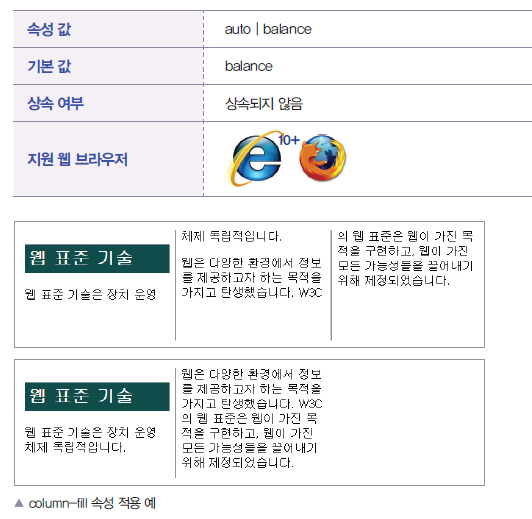 속성 값 auto | balance
기본 값 balance
상속 여부 상속되지 않음
지원 웹 브라우저 10+
웹 표준 기술
웹 표준 기술은 장치 운영
체제 독립적입니다.
웹은 다양한 환경에서 정보
를 제공하고자 하는 목적을
가지고 탄생했습니다. W3C
의 웹 표준은 웹이 가진 목
적을 구현하고, 웹이 가진
모든 가능성들을 끌어내기
위해 제정되었습니다.
웹 표준 기술
웹 표준 기술은 장치 운영
체제 독립적입니다.
웹은 다양한 환경에서 정보
를 제공하고자 하는 목적을
가지고 탄생했습니다. W3C
의 웹 표준은 웹이 가진 목
적을 구현하고, 웹이 가진
모든 가능성들을 끌어내기
위해 제정되었습니다.
▲ column-fill 속성 적용 예